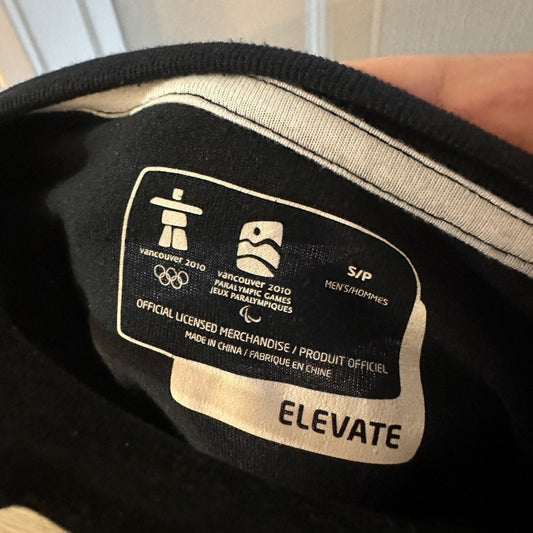 vancouver 2010
vancouver 2010
PARALYMPIC GAMES
JEUX PARALYMPIQUES
S/P
MEN'S/HOMMES
OFFICIAL LICENSED MERCHANDISE / PRODUIT OFFICIEL
MADE IN CHINA / FABRIQUE EN CHINE
ELEVATE